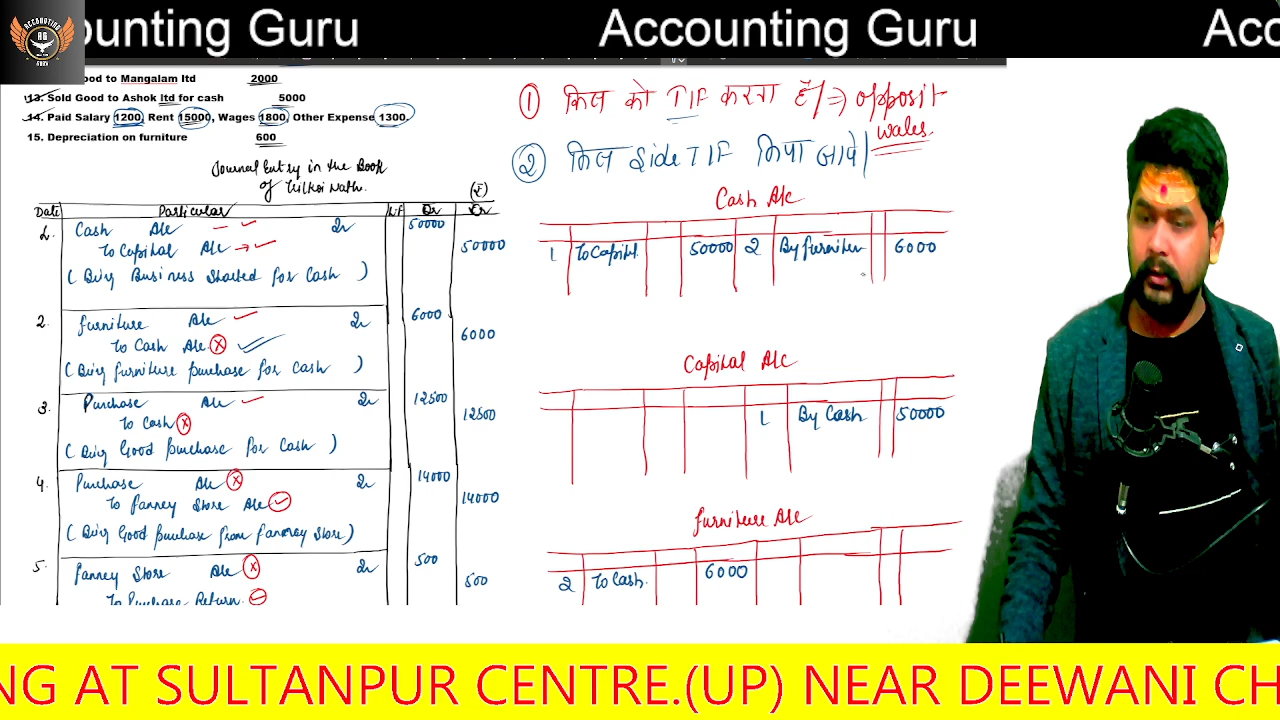 ounting Guru Accounting Guru Acc
ACCOUNTING
AG
GURU
ood to Mangalam ltd 2000
13. Sold Good to Ashok ltd for cash 5000
14. Paid Salary 1200, Rent 15000, Wages 1800, Other Expense 1300.
15. Depreciation on furniture 600
Journal Entry in the Book
of
(₹)
Date Particular L.F Dr Cr
1. Cash A/c Dr 50000
To Capital A/c 50000
(Being Business Started for Cash)
2. furniture A/c Dr 6000
To Cash A/c 6000
(Being furniture purchase for Cash)
3. Purchase A/c Dr 12500
To Cash 12500
(Being Good purchase for Cash)
4. Purchase A/c Dr 14000
To fanney Store A/c 14000
(Being Good purchase from Store)
5. fanney Store A/c Dr 500
To Purchase Return 500
① किस को TIF करना है/⇒ opposit
wales.
② किस Side TIF किया जाये/
Cash A/c
1 To Capital 50000 2 By furniture 6000
Capital A/c
1 By Cash 50000
furniture A/c
2 To Cash. 6000
NG AT SULTANPUR CENTRE.(UP) NEAR DEEWANI CH